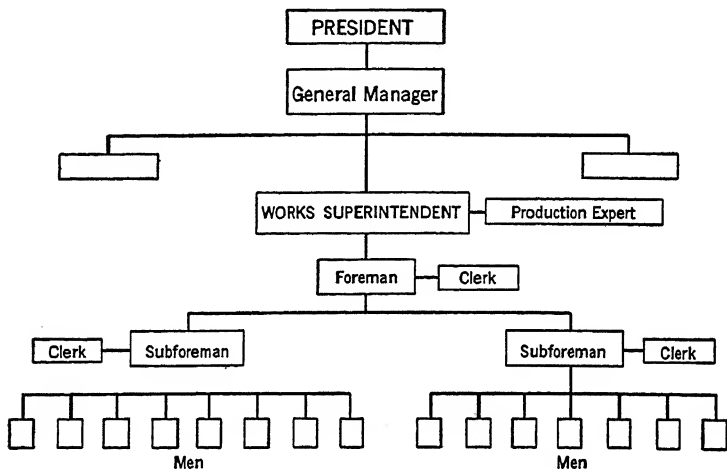 PRESIDENT
General Manager
WORKS SUPERINTENDENT
Production Expert
Foreman
Clerk
Clerk
Subforeman
Subforeman
Clerk
Men
Men